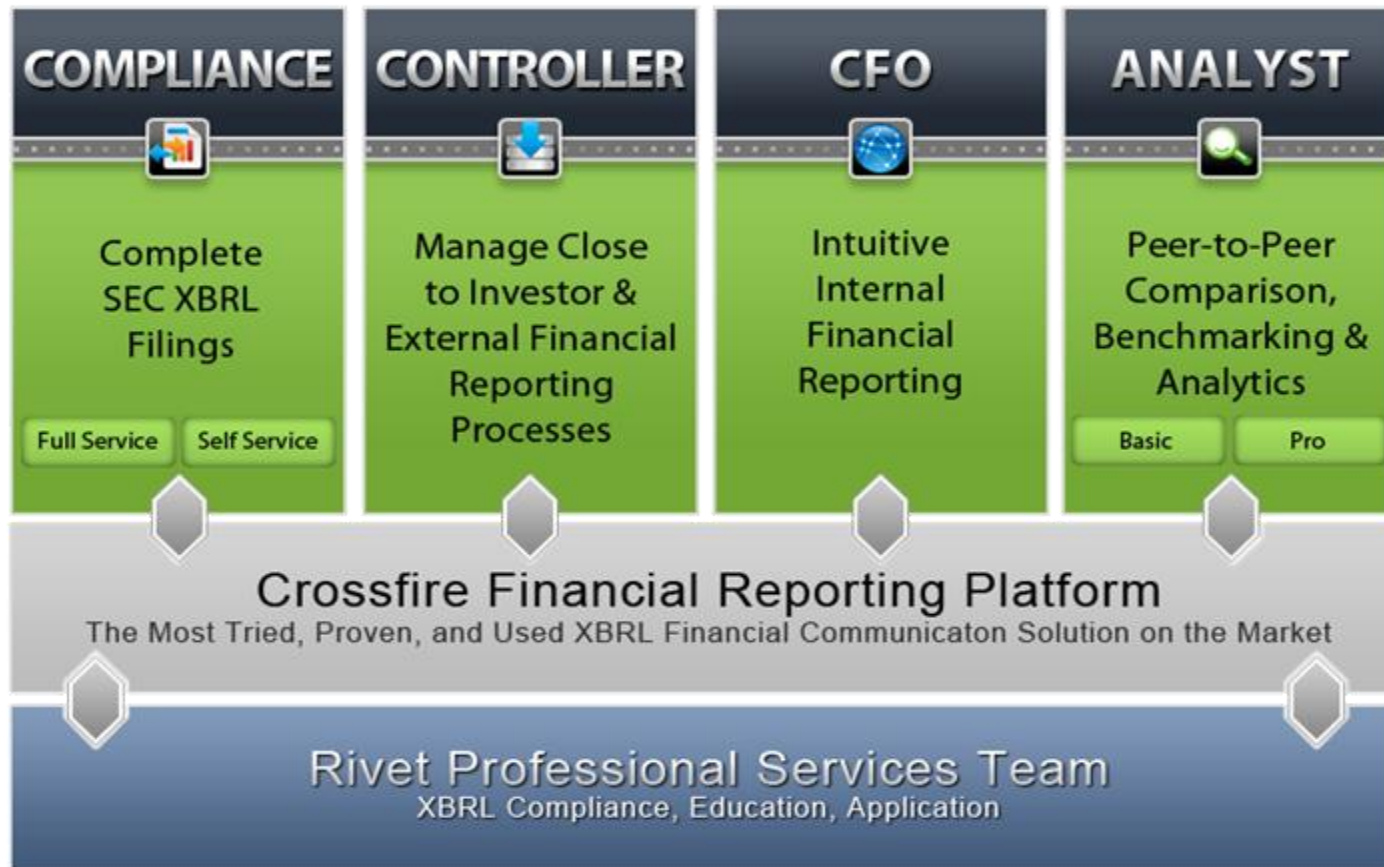 COMPLIANCE
Complete
SEC XBRL
Filings
Full Service
Self Service
CONTROLLER
Manage Close
to Investor &
External Financial
Reporting
Processes
CFO
Intuitive
Internal
Financial
Reporting
ANALYST
Peer-to-Peer
Comparison,
Benchmarking &
Analytics
Basic
Pro
Crossfire Financial Reporting Platform
The Most Tried, Proven, and Used XBRL Financial Communicaton Solution on the Market
Rivet Professional Services Team
XBRL Compliance, Education, Application